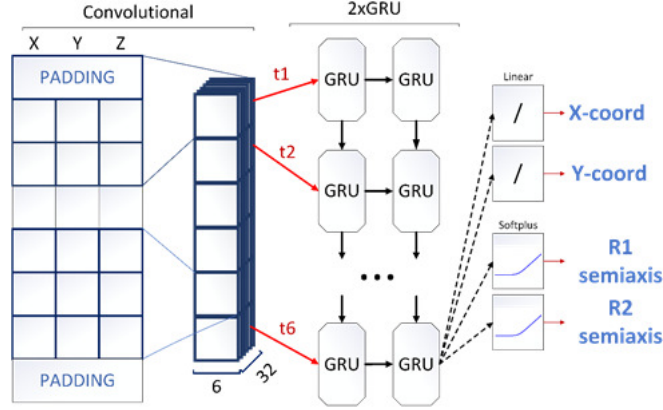 Convolutional
2xGRU
X Y Z
PADDING
t1
GRU GRU
Linear
/
X-coord
t2
GRU GRU
/
Y-coord
Softplus
R1
semiaxis
...
R2
semiaxis
t6
GRU GRU
PADDING
6
32